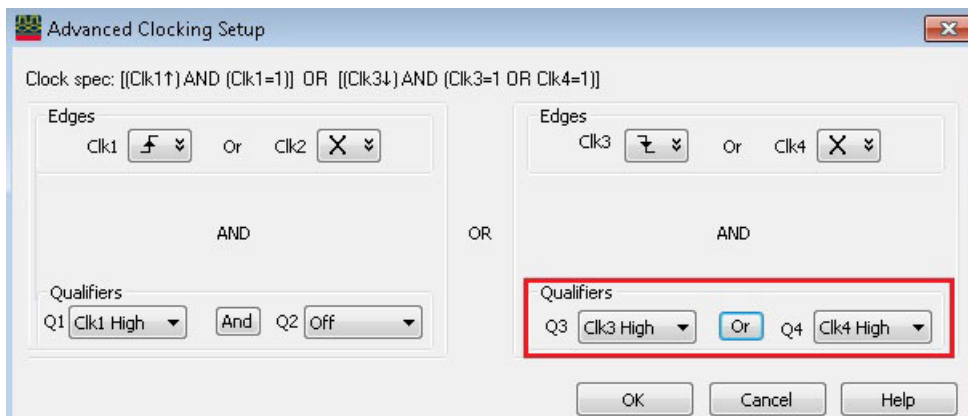 Advanced Clocking Setup
Clock spec: [(Clk1↑) AND (Clk1=1)] OR [(Clk3↓) AND (Clk3=1 OR Clk4=1)]
Edges
Clk1 Or Clk2 X
Edges
Clk3 Or Clk4 X
AND OR AND
Qualifiers
Q1 Clk1 High And Q2 Off
Qualifiers
Q3 Clk3 High Or Q4 Clk4 High
OK Cancel Help